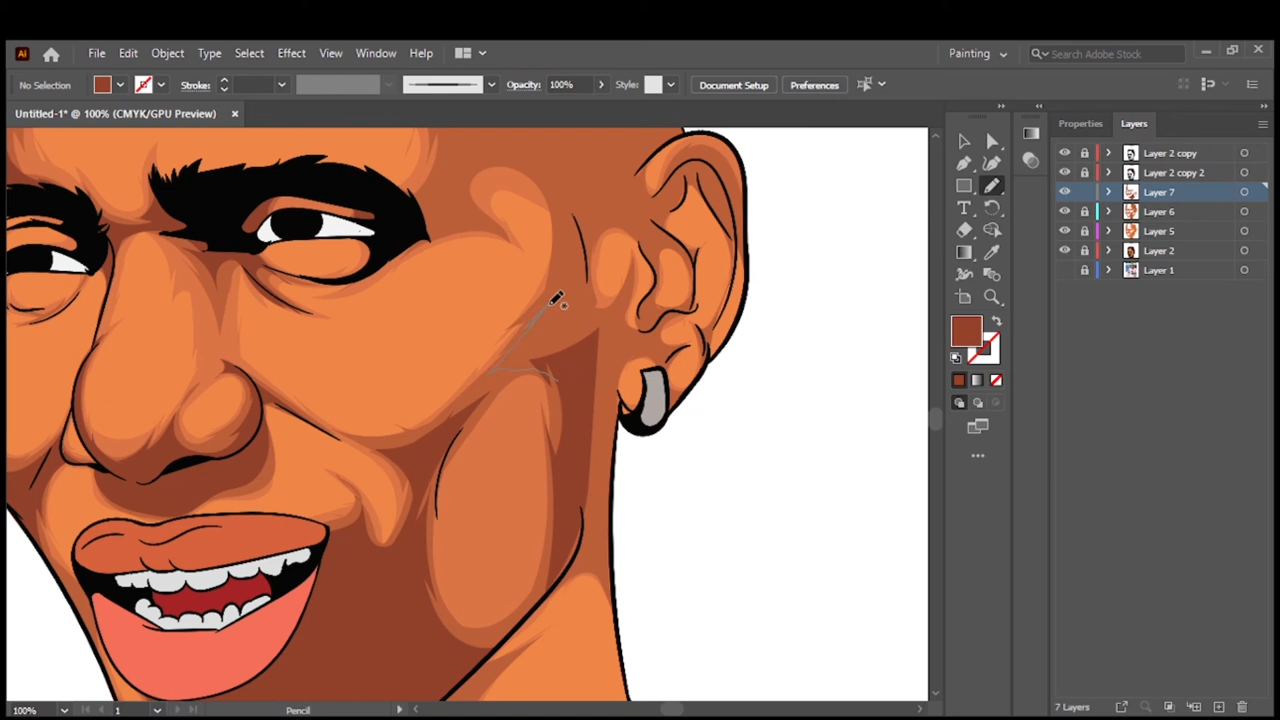 Ai File Edit Object Type Select Effect View Window Help Painting Search Adobe Stock
No Selection Stroke: Opacity: 100% Style: Document Setup Preferences
Untitled-1* @ 100% (CMYK/GPU Preview)
Properties Layers
Layer 2 copy
Layer 2 copy 2
Layer 7
Layer 6
Layer 5
Layer 2
Layer 1
100% 1 Pencil
7 Layers